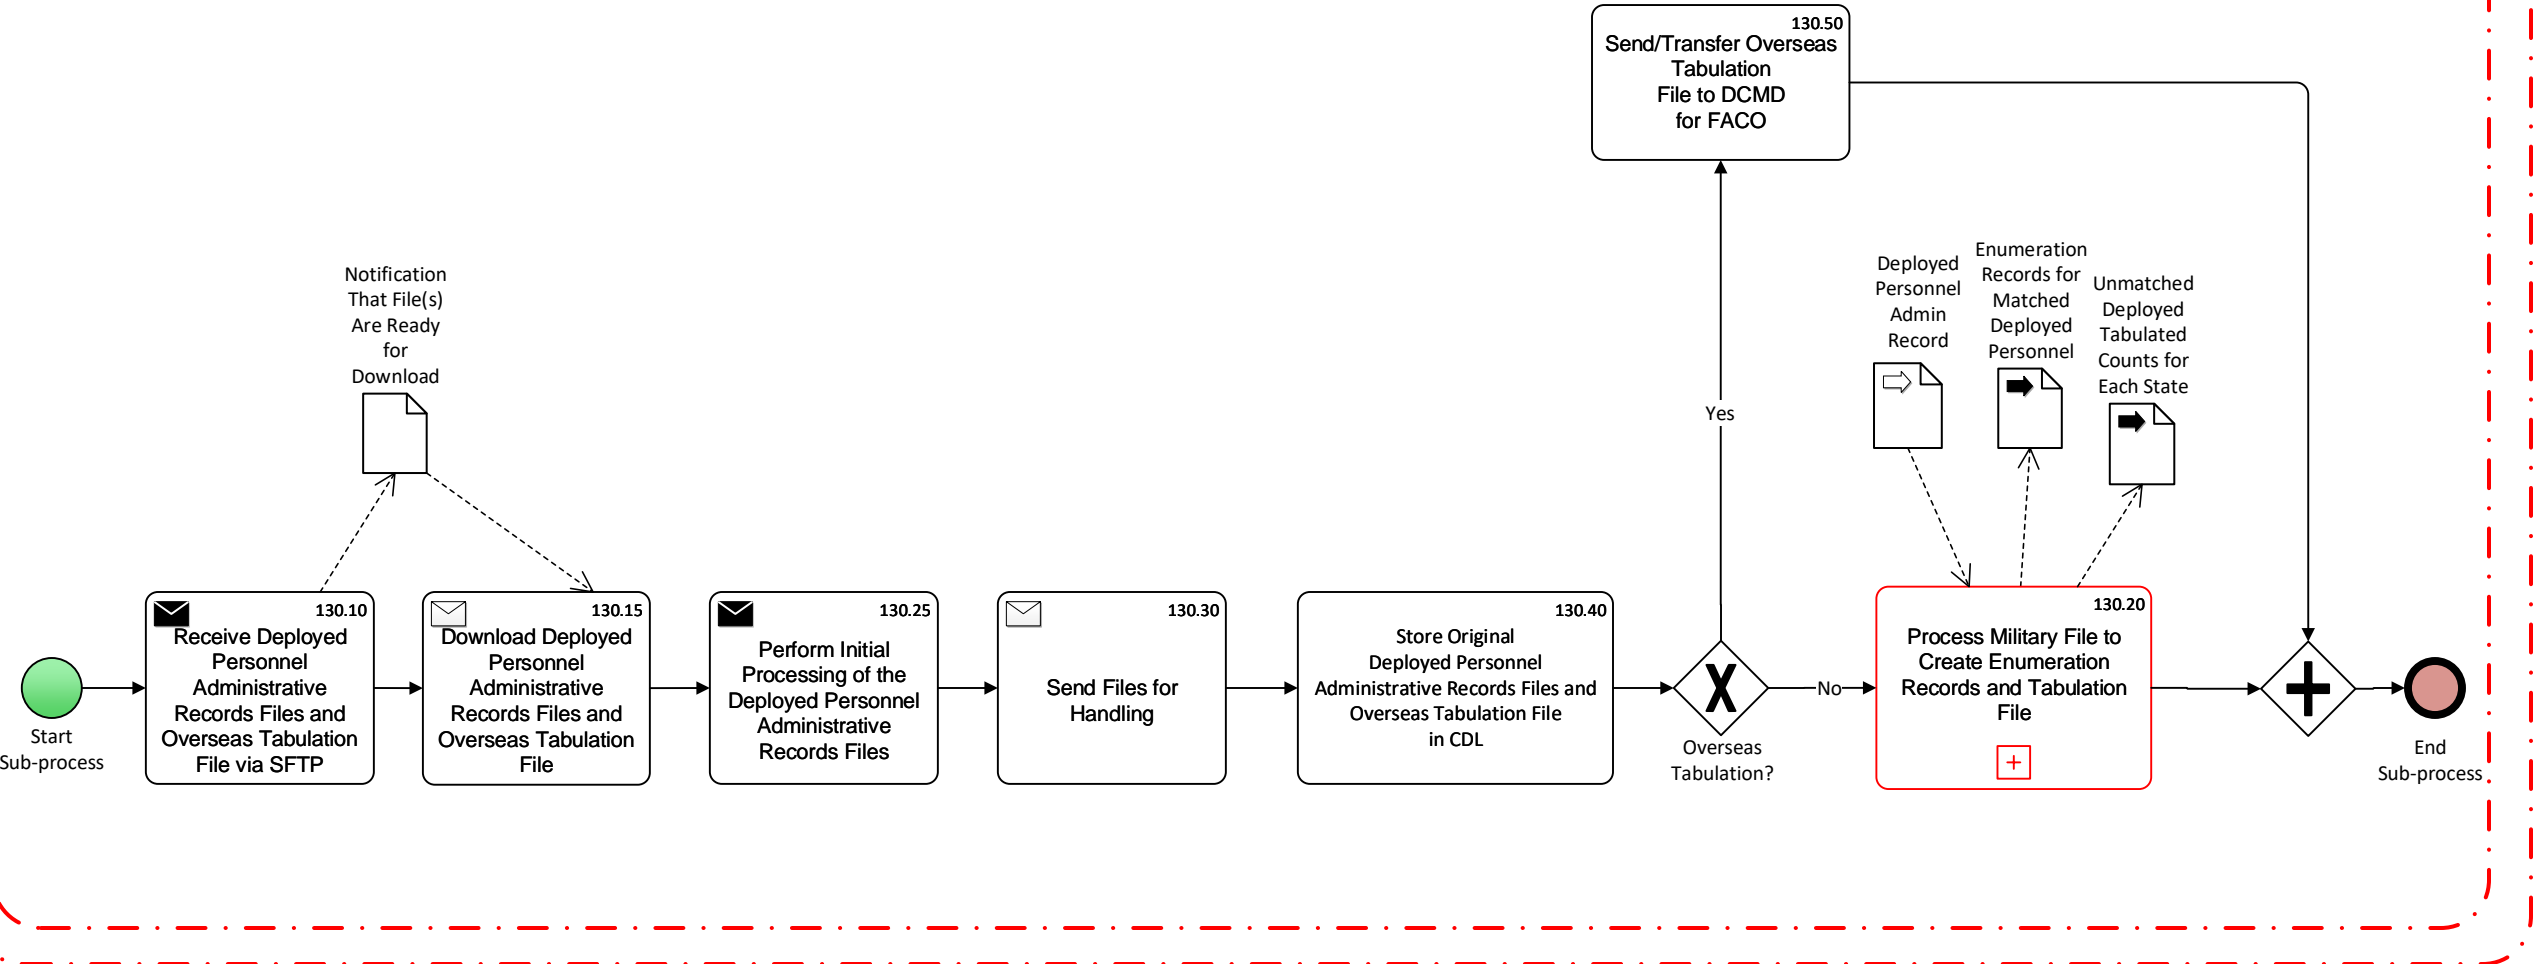 130.50
Send/Transfer Overseas
Tabulation
File to DCMD
for FACO
Notification
That File(s)
Are Ready
for
Download
Yes
Deployed
Personnel
Admin
Record
Enumeration
Records for
Matched
Deployed
Personnel
Unmatched
Deployed
Tabulated
Counts for
Each State
Start
Sub-process
130.10
Receive Deployed
Personnel
Administrative
Records Files and
Overseas Tabulation
File via SFTP
130.15
Download Deployed
Personnel
Administrative
Records Files and
Overseas Tabulation
File
130.25
Perform Initial
Processing of the
Deployed Personnel
Administrative
Records Files
130.30
Send Files for
Handling
130.40
Store Original
Deployed Personnel
Administrative Records Files and
Overseas Tabulation File
in CDL
Overseas
Tabulation?
No
130.20
Process Military File to
Create Enumeration
Records and Tabulation
File
End
Sub-process